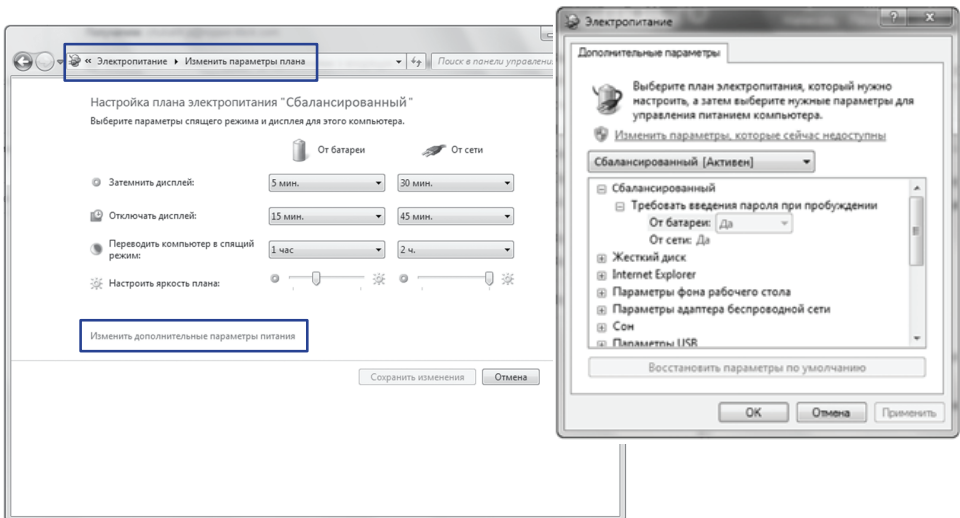 « Электропитание ▸ Изменить параметры плана
Поиск в панели управлени
Настройка плана электропитания "Сбалансированный"
Выберите параметры спящего режима и дисплея для этого компьютера.
От батареи От сети
Затемнить дисплей: 5 мин. 30 мин.
Отключать дисплей: 15 мин. 45 мин.
Переводить компьютер в спящий
режим: 1 час 2 ч.
Настроить яркость плана:
Изменить дополнительные параметры питания
Сохранить изменения Отмена
Электропитание
Дополнительные параметры
Выберите план электропитания, который нужно
настроить, а затем выберите нужные параметры для
управления питанием компьютера.
Изменить параметры, которые сейчас недоступны
Сбалансированный [Активен]
Сбалансированный
Требовать введения пароля при пробуждении
От батареи: Да
От сети: Да
Жесткий диск
Internet Explorer
Параметры фона рабочего стола
Параметры адаптера беспроводной сети
Сон
Параметры USB
Восстановить параметры по умолчанию
OK Отмена Применить